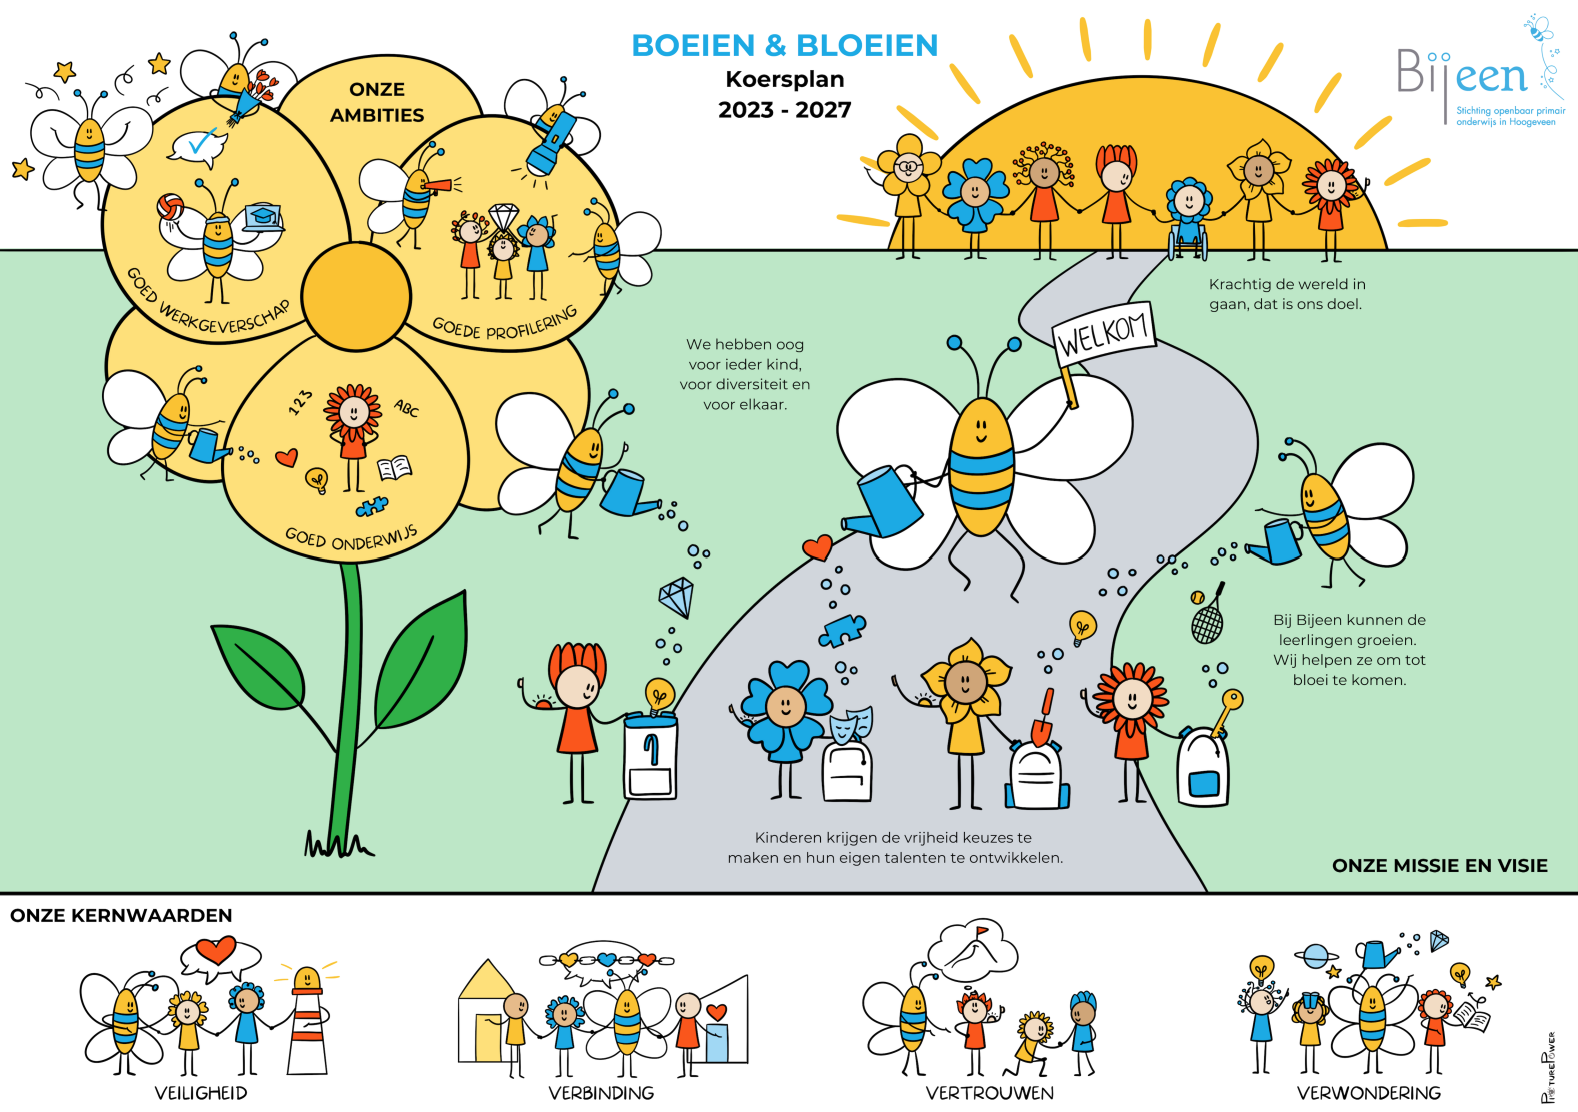 BOEIEN & BLOEIEN
Koersplan
2023 - 2027
Bijeen
Stichting openbaar primair
onderwijs in Hoogeveen
ONZE
AMBITIES
GOED WERKGEVERSCHAP
GOEDE PROFILERING
123
ABC
GOED ONDERWIJS
Krachtig de wereld in
gaan, dat is ons doel.
WELKOM
We hebben oog
voor ieder kind,
voor diversiteit en
voor elkaar.
Bij Bijeen kunnen de
leerlingen groeien.
Wij helpen ze om tot
bloei te komen.
Kinderen krijgen de vrijheid keuzes te
maken en hun eigen talenten te ontwikkelen.
ONZE MISSIE EN VISIE
ONZE KERNWAARDEN
VEILIGHEID
VERBINDING
VERTROUWEN
VERWONDERING
PICTUREPOWER